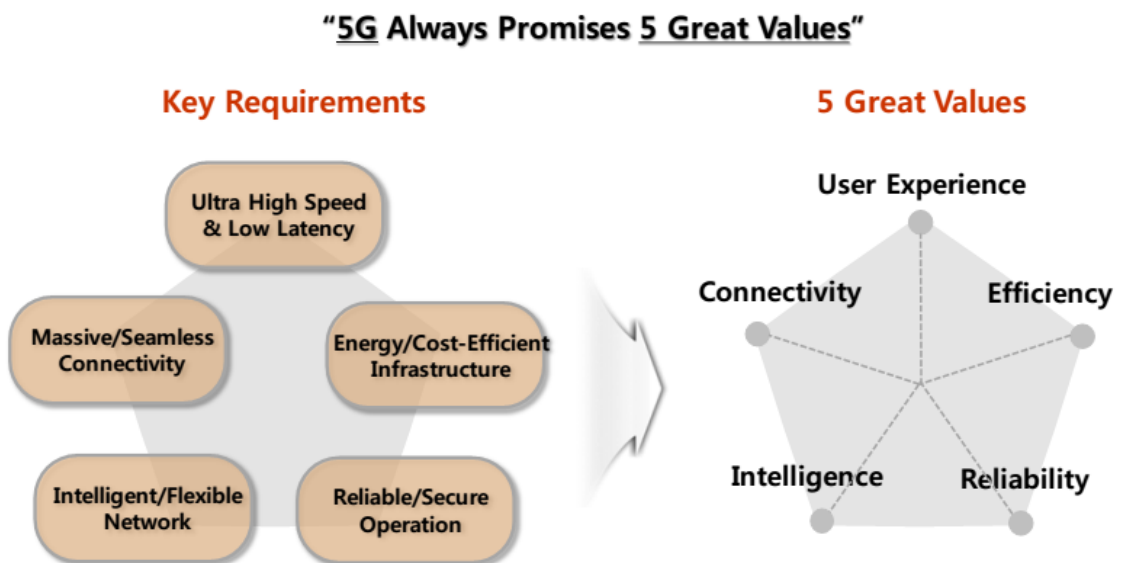 “5G Always Promises 5 Great Values”
Key Requirements
5 Great Values
Ultra High Speed
& Low Latency
Massive/Seamless
Connectivity
Energy/Cost-Efficient
Infrastructure
Intelligent/Flexible
Network
Reliable/Secure
Operation
User Experience
Connectivity
Efficiency
Intelligence
Reliability